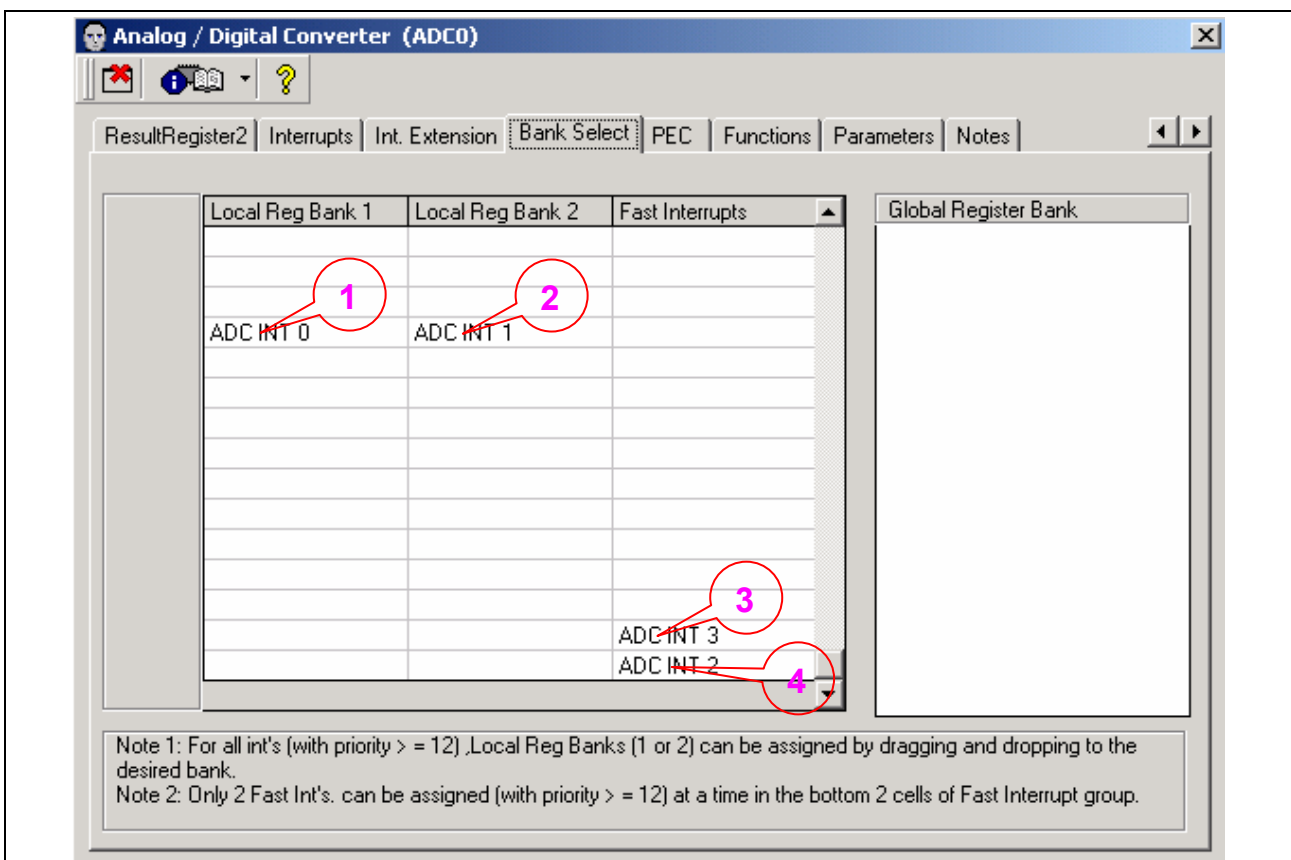 Analog / Digital Converter (ADC0)
ResultRegister2 Interrupts Int. Extension Bank Select PEC Functions Parameters Notes
Local Reg Bank 1 Local Reg Bank 2 Fast Interrupts Global Register Bank
1 2
ADC INT 0 ADC INT 1
3
ADC INT 3
ADC INT 2
4
Note 1: For all int's (with priority > = 12) ,Local Reg Banks (1 or 2) can be assigned by dragging and dropping to the
desired bank.
Note 2: Only 2 Fast Int's. can be assigned (with priority > = 12) at a time in the bottom 2 cells of Fast Interrupt group.